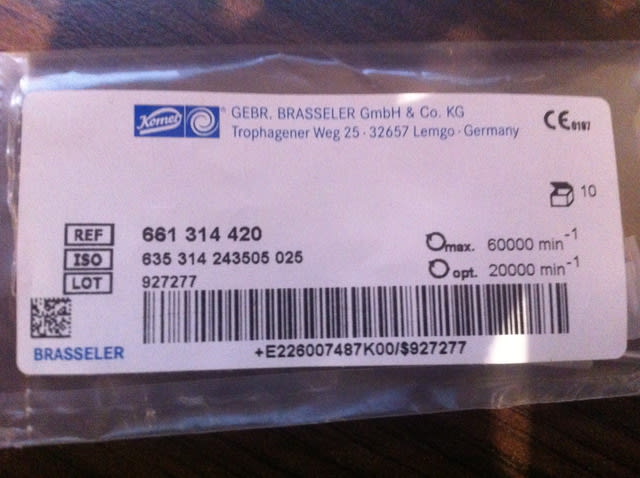 Komet
GEBR. BRASSELER GmbH & Co. KG
Trophagener Weg 25 · 32657 Lemgo · Germany
CE 0197
10
REF 661 314 420
ISO 635 314 243505 025
LOT 927277
max. 60000 min⁻¹
opt. 20000 min⁻¹
BRASSELER
+E226007487K00/$927277